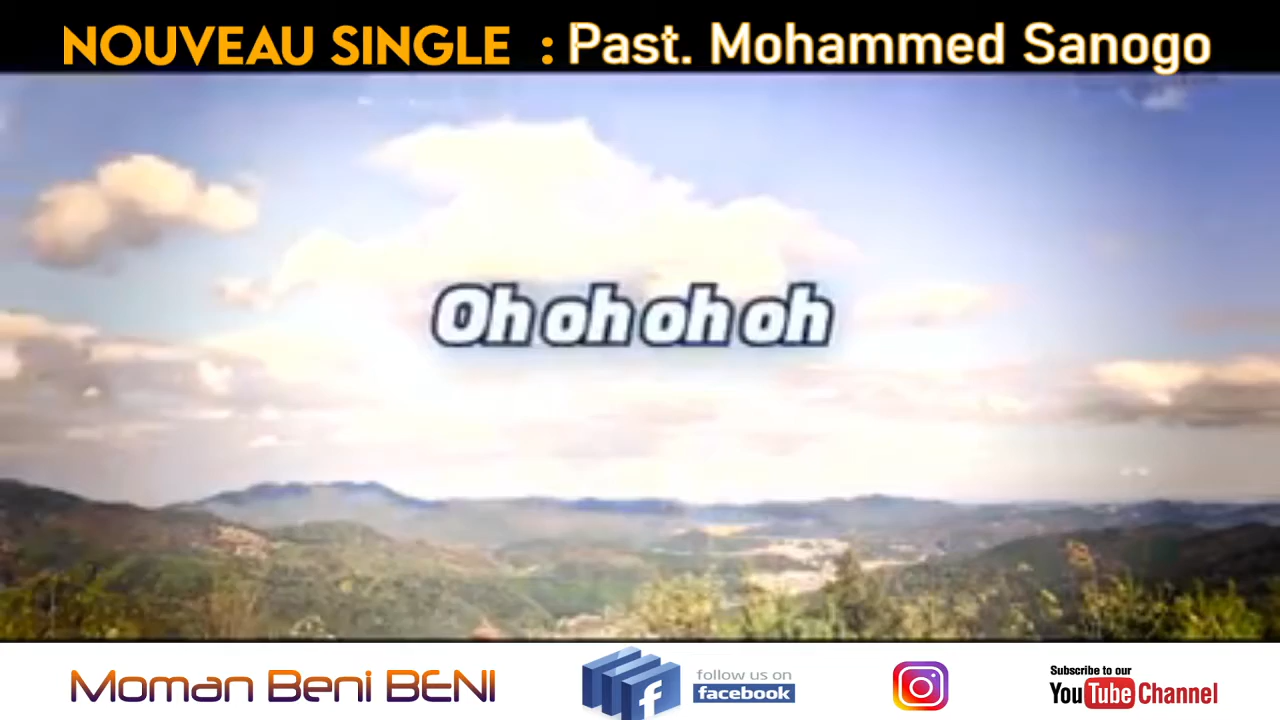 NOUVEAU SINGLE : Past. Mohammed Sanogo
Oh oh oh oh
Moman Beni BENI
follow us on
facebook
Subscribe to our
YouTube Channel